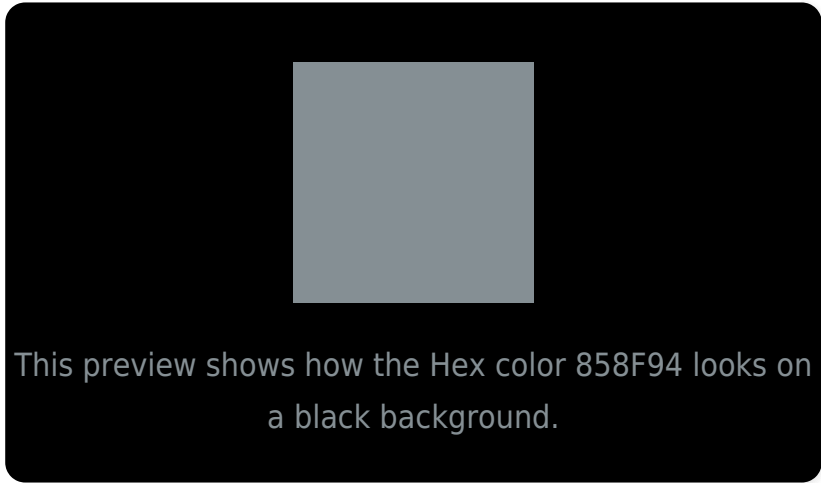 This preview shows how the Hex color 858F94 looks on
a black background.